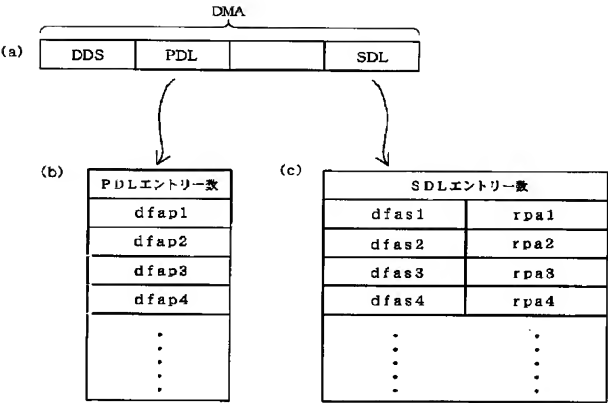 DMA
(a) DDS PDL SDL
(b)
PDLエントリー数
dfap1
dfap2
dfap3
dfap4
(c)
SDLエントリー数
dfas1 rpa1
dfas2 rpa2
dfas3 rpa3
dfas4 rpa4